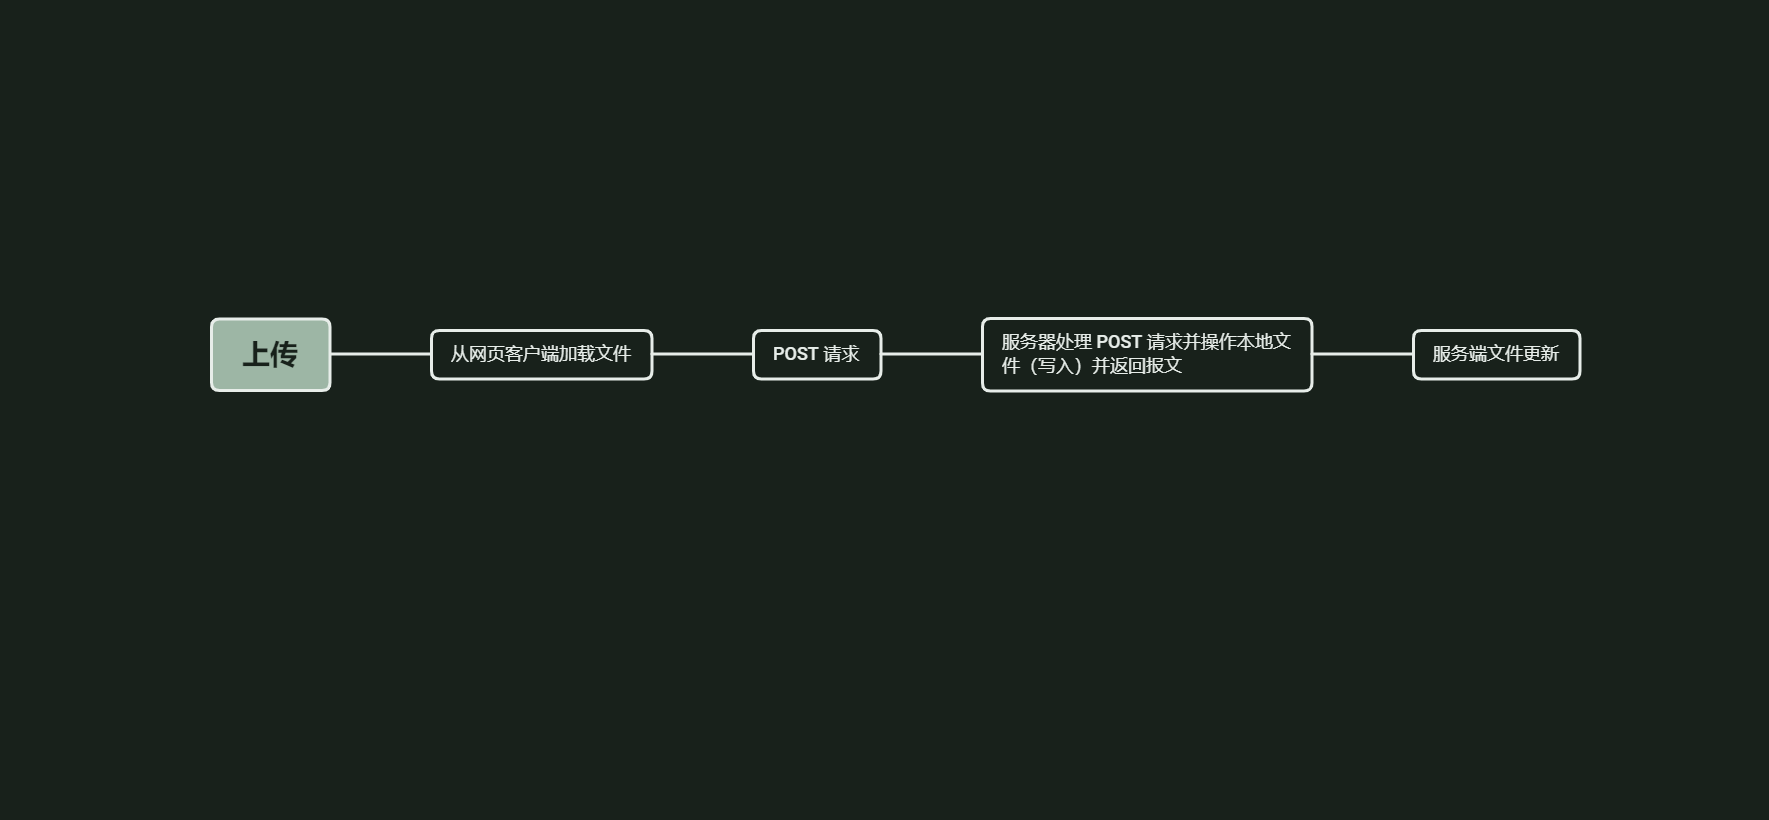 上传
从网页客户端加载文件
POST 请求
服务器处理 POST 请求并操作本地文
件（写入）并返回报文
服务端文件更新